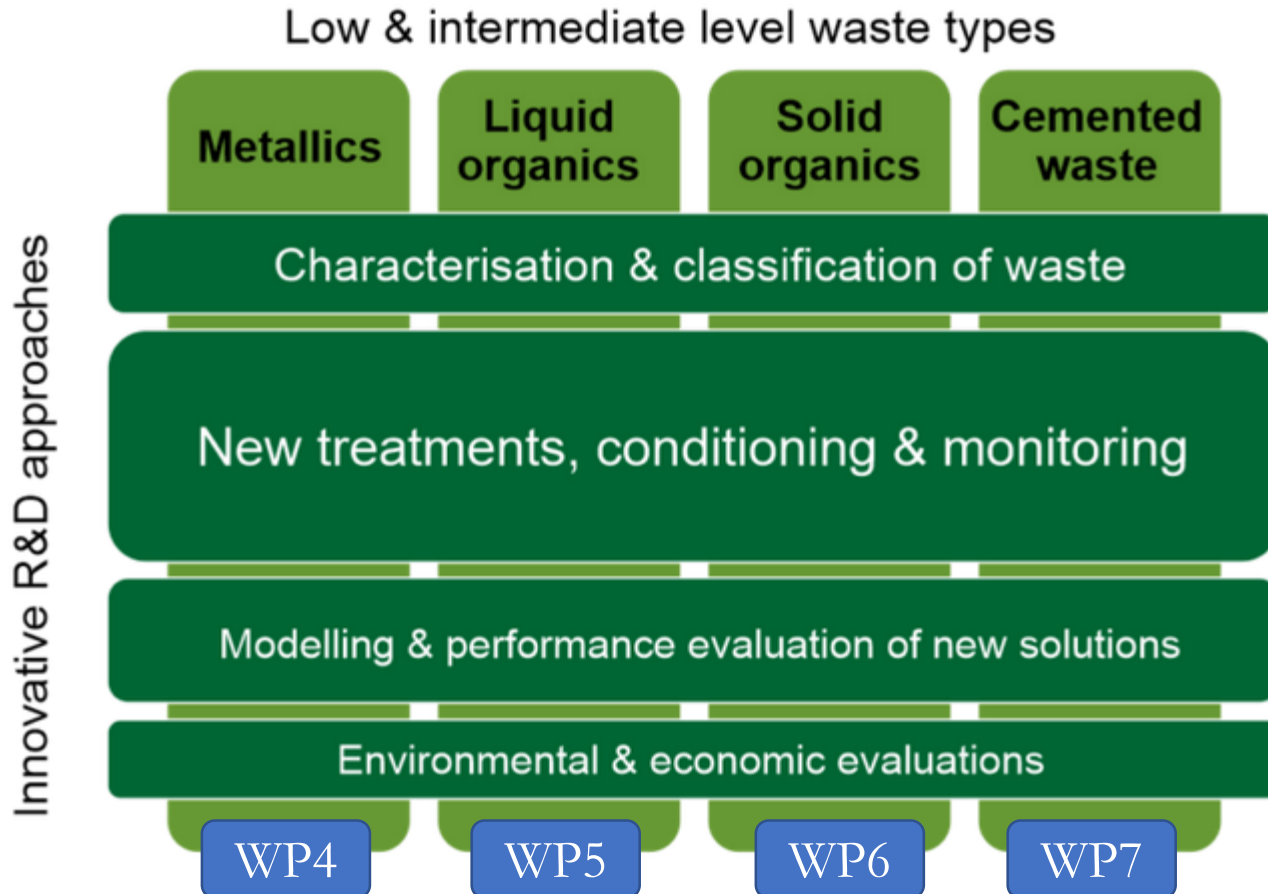 Low & intermediate level waste types
Metallics
Liquid
organics
Solid
organics
Cemented
waste
Innovative R&D approaches
Characterisation & classification of waste
New treatments, conditioning & monitoring
Modelling & performance evaluation of new solutions
Environmental & economic evaluations
WP4
WP5
WP6
WP7